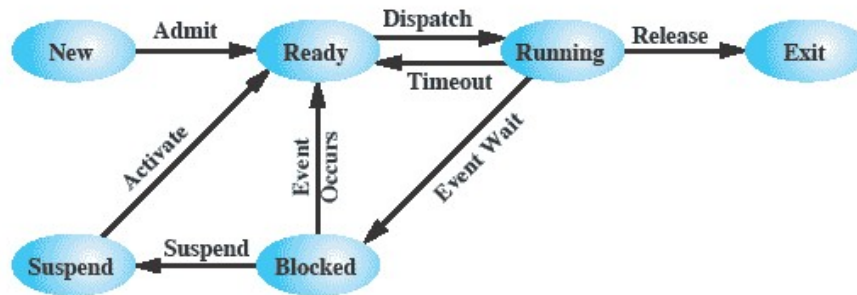 Dispatch
Admit
Release
New
Ready
Running
Exit
Timeout
Activate
Event
Occurs
Event Wait
Suspend
Suspend
Blocked